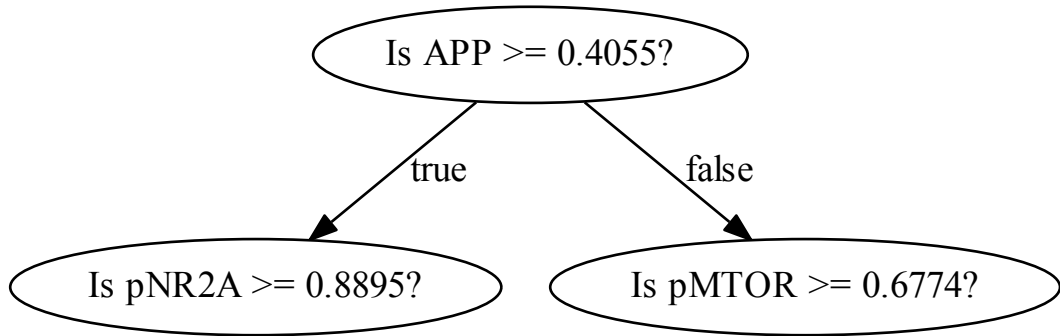 Is APP >= 0.4055?
true
false
Is pNR2A >= 0.8895?
Is pMTOR >= 0.6774?